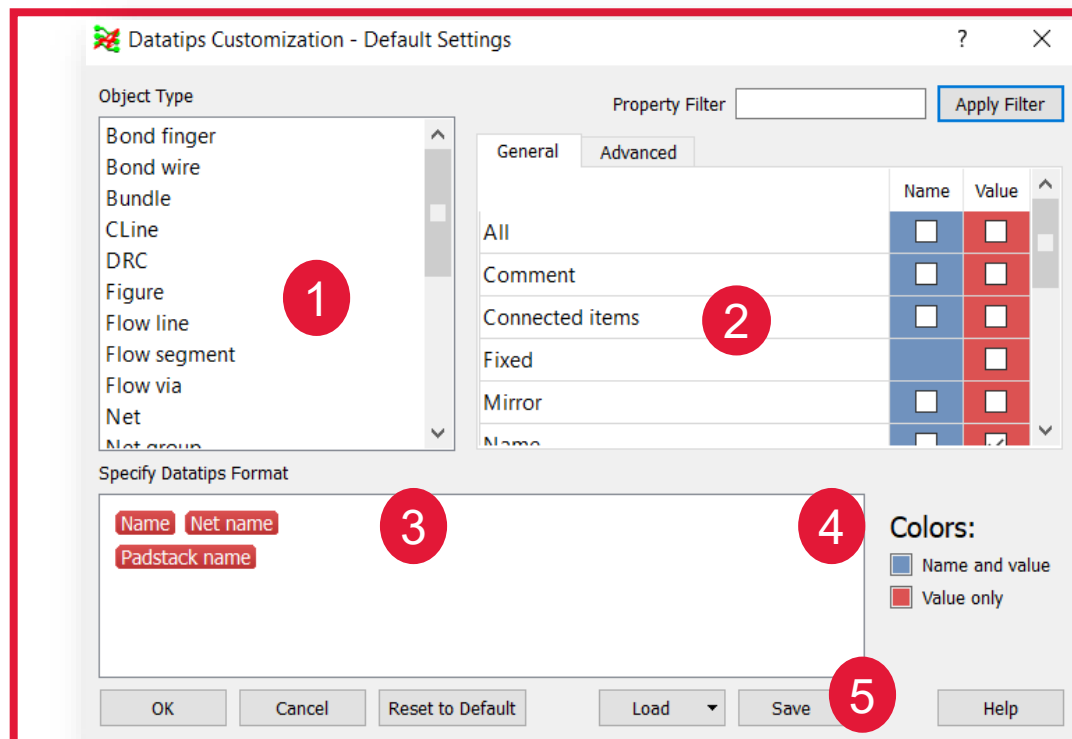 Datatips Customization - Default Settings
?
Object Type
Property Filter
Apply Filter
Bond finger
Bond wire
Bundle
CLine
DRC
Figure
Flow line
Flow segment
Flow via
Net
Net group
1
General
Advanced
Name
Value
All
Comment
Connected items
Fixed
Mirror
Name
2
Specify Datatips Format
Name
Net name
Padstack name
3
4
Colors:
Name and value
Value only
OK
Cancel
Reset to Default
Load
Save
5
Help